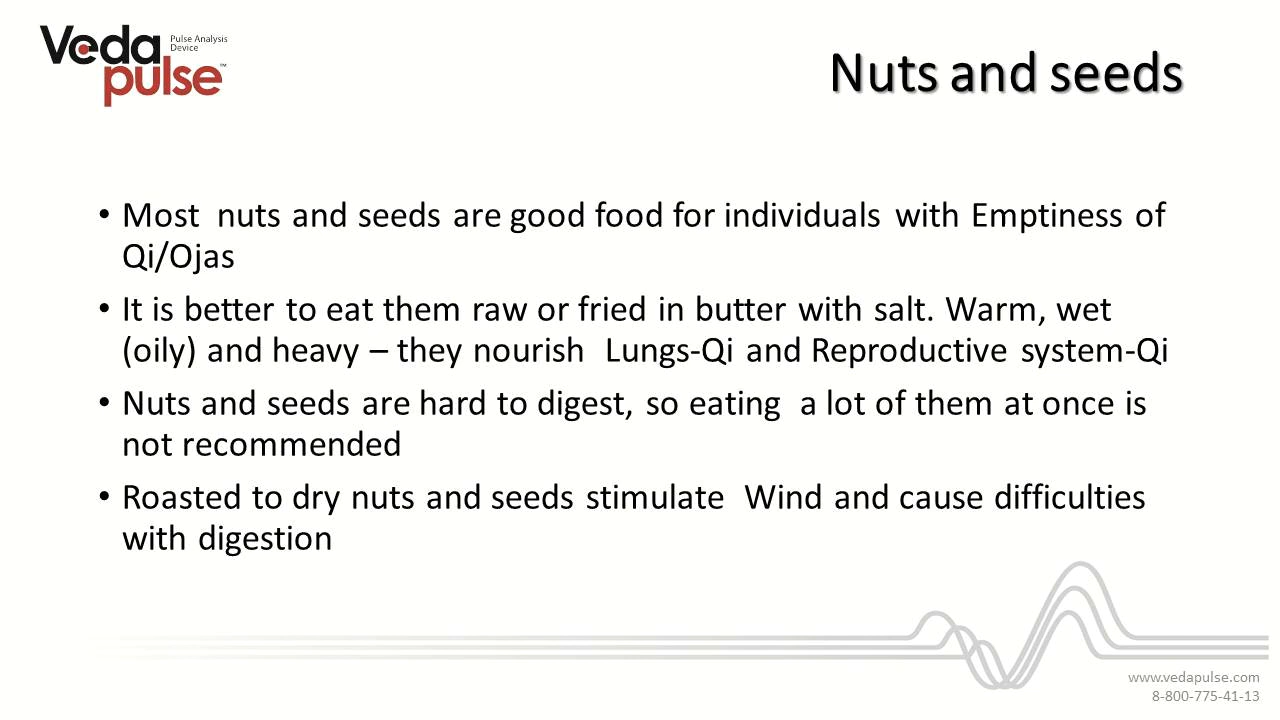 Veda
pulse™
Pulse Analysis
Device
Nuts and seeds
• Most nuts and seeds are good food for individuals with Emptiness of
Qi/Ojas
• It is better to eat them raw or fried in butter with salt. Warm, wet
(oily) and heavy – they nourish Lungs-Qi and Reproductive system-Qi
• Nuts and seeds are hard to digest, so eating a lot of them at once is
not recommended
• Roasted to dry nuts and seeds stimulate Wind and cause difficulties
with digestion
www.vedapulse.com
8-800-775-41-13